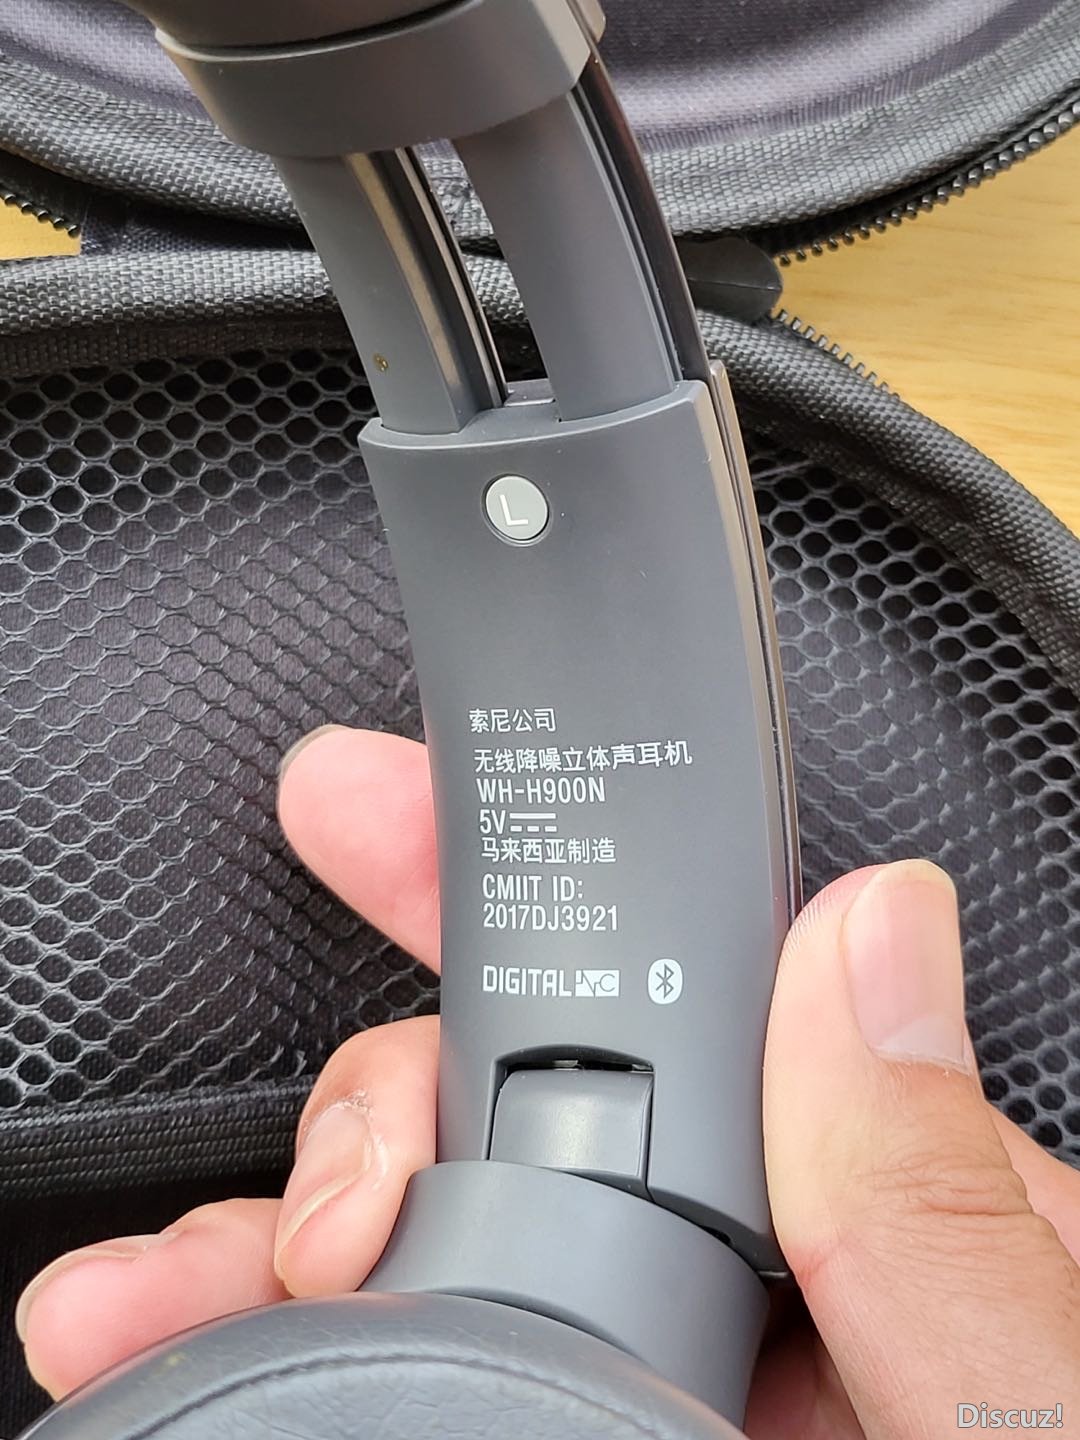 L
索尼公司
无线降噪立体声耳机
WH-H900N
5V
马来西亚制造
CMIIT ID:
2017DJ3921
DIGITAL NC
Discuz!